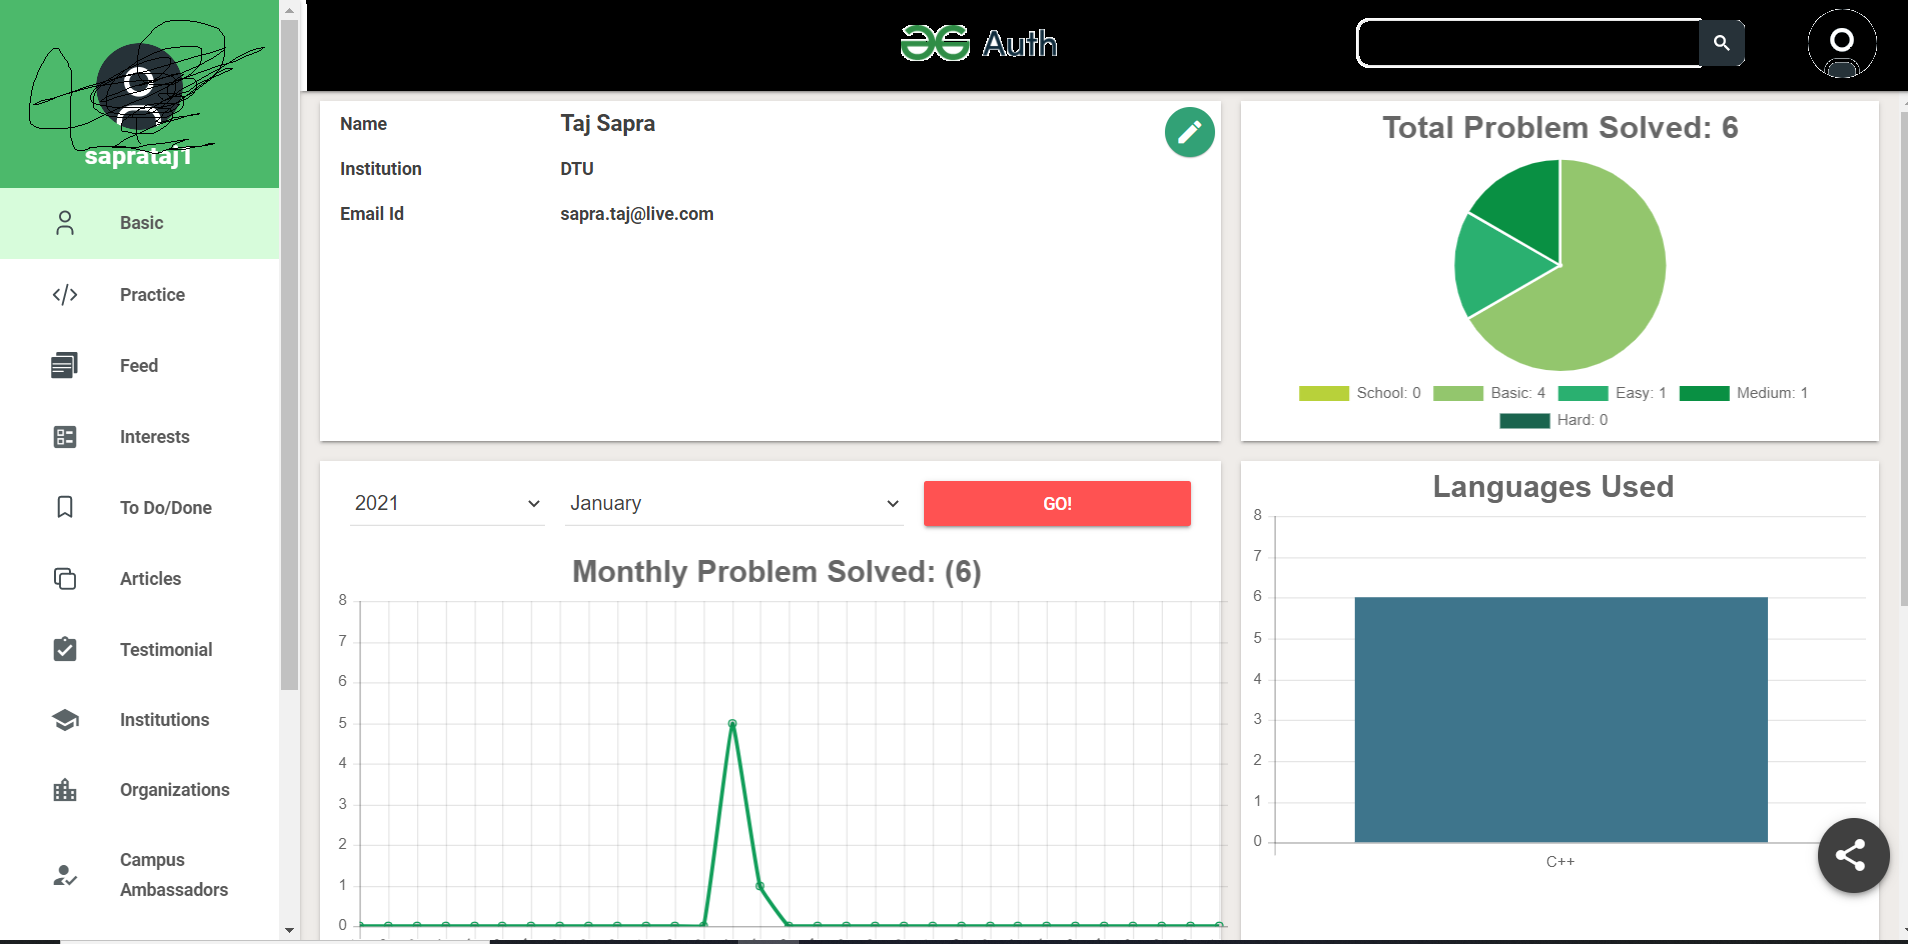 saprataj1
Basic
Practice
Feed
Interests
To Do/Done
Articles
Testimonial
Institutions
Organizations
Campus
Ambassadors
Auth
Name Taj Sapra
Institution DTU
Email Id sapra.taj@live.com
Total Problem Solved: 6
School: 0 Basic: 4 Easy: 1 Medium: 1
Hard: 0
2021 January GO!
Monthly Problem Solved: (6)
8
7
6
5
4
3
2
1
0
Languages Used
8
7
6
5
4
3
2
1
0
C++